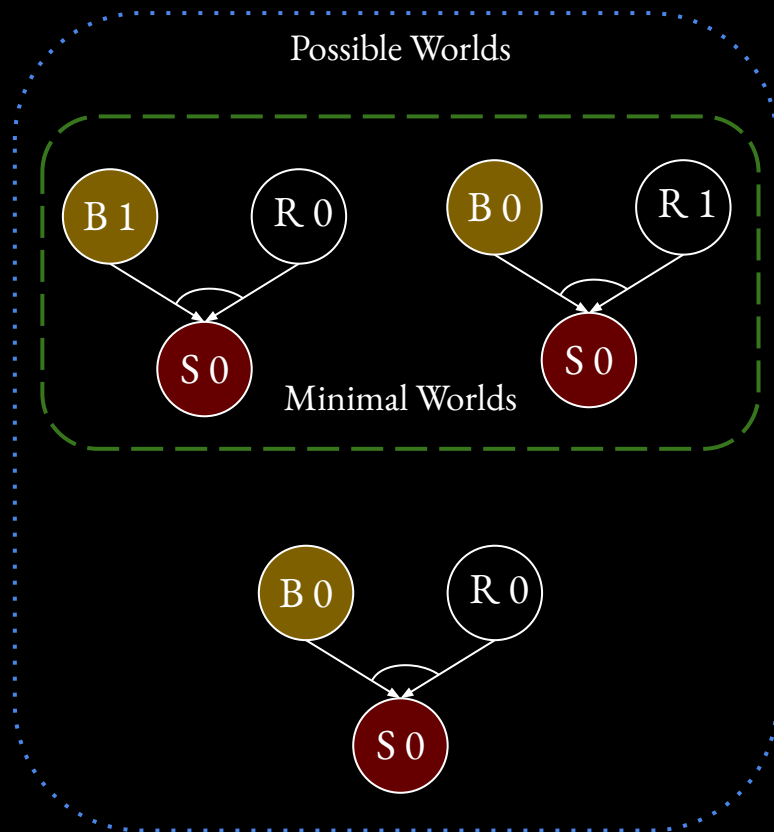 Possible Worlds
B 1
R 0
B 0
R 1
S 0
S 0
Minimal Worlds
B 0
R 0
S 0